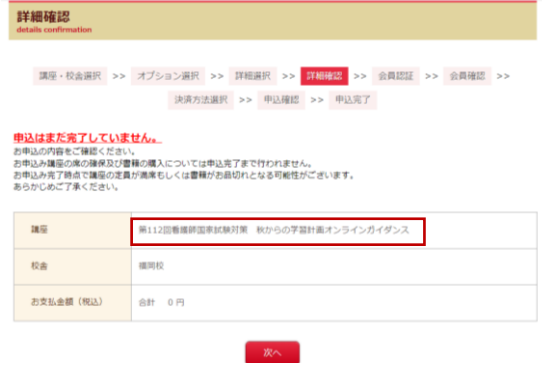 詳細確認
details confirmation
講座・校舎選択 >> オプション選択 >> 詳細選択 >> 詳細確認 >> 会員認証 >> 会員確認 >>
決済方法選択 >> 申込確認 >> 申込完了
申込はまだ完了していません。
お申込の内容をご確認ください。
お申込み講座の席の確保及び書籍の購入については申込完了まで行われません。
お申込み完了時点で講座の定員が満席もしくは書籍がお品切れとなる可能性がございます。
あらかじめご了承ください。
講座 第112回看護師国家試験対策 秋からの学習計画オンラインガイダンス
校舎 福岡校
お支払金額（税込） 合計 0 円
次へ